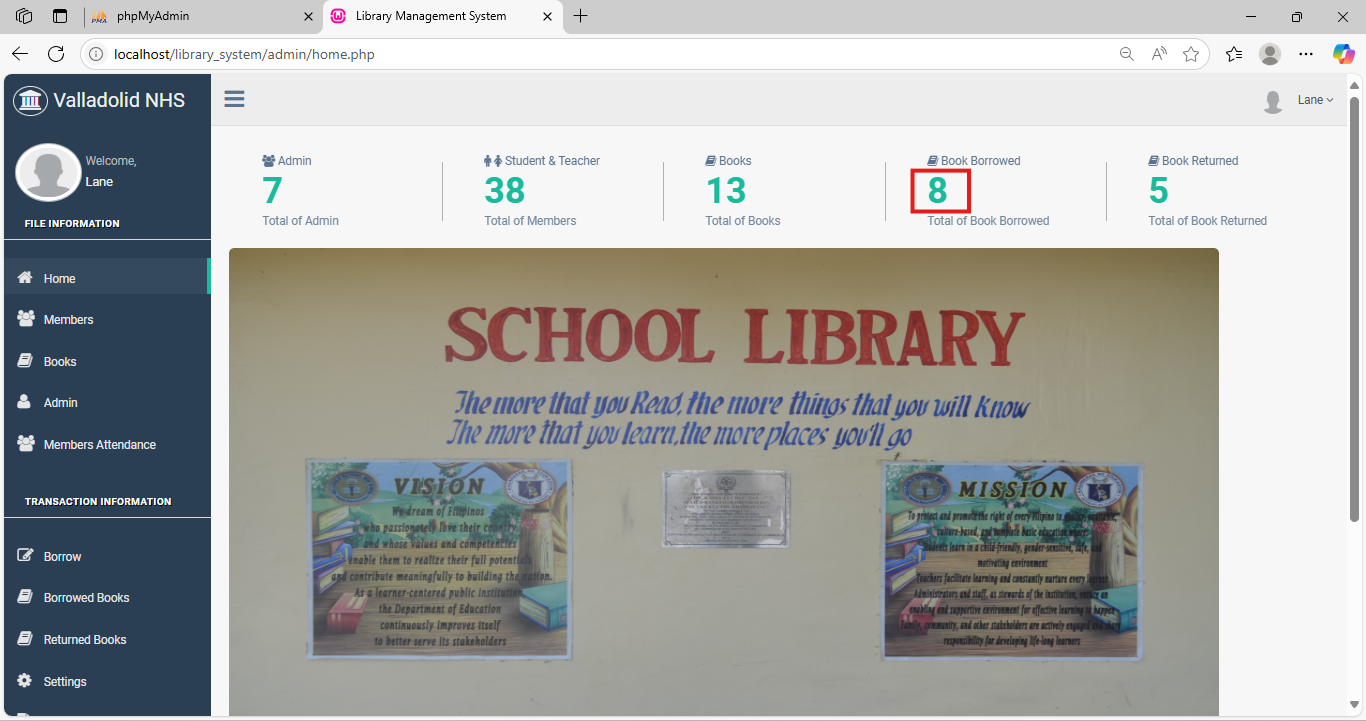 phpMyAdmin
Library Management System
localhost/library_system/admin/home.php
Valladolid NHS
Lane
Welcome,
Lane
FILE INFORMATION
Home
Members
Books
Admin
Members Attendance
TRANSACTION INFORMATION
Borrow
Borrowed Books
Returned Books
Settings
Admin
7
Total of Admin
Student & Teacher
38
Total of Members
Books
13
Total of Books
Book Borrowed
8
Total of Book Borrowed
Book Returned
5
Total of Book Returned
SCHOOL LIBRARY
The more that you Read, the more things that you will Know
The more that you learn, the more places you'll go
VISION
We dream of Filipinos
who passionately love their country
and whose values and competencies
enable them to realize their full potential
and contribute meaningfully to building the nation.
As a learner-centered public institution,
the Department of Education
continuously improves itself
to better serve its stakeholders
MISSION
To protect and promote the right of every Filipino to quality, equitable,
culture-based, and complete basic education where:
Students learn in a child-friendly, gender-sensitive, safe, and
motivating environment
Teachers facilitate learning and constantly nurture every learner
Administrators and staff, as stewards of the institution, ensure an
enabling and supportive environment for effective learning to happen
Family, community, and other stakeholders are actively engaged and share
responsibility for developing life-long learners